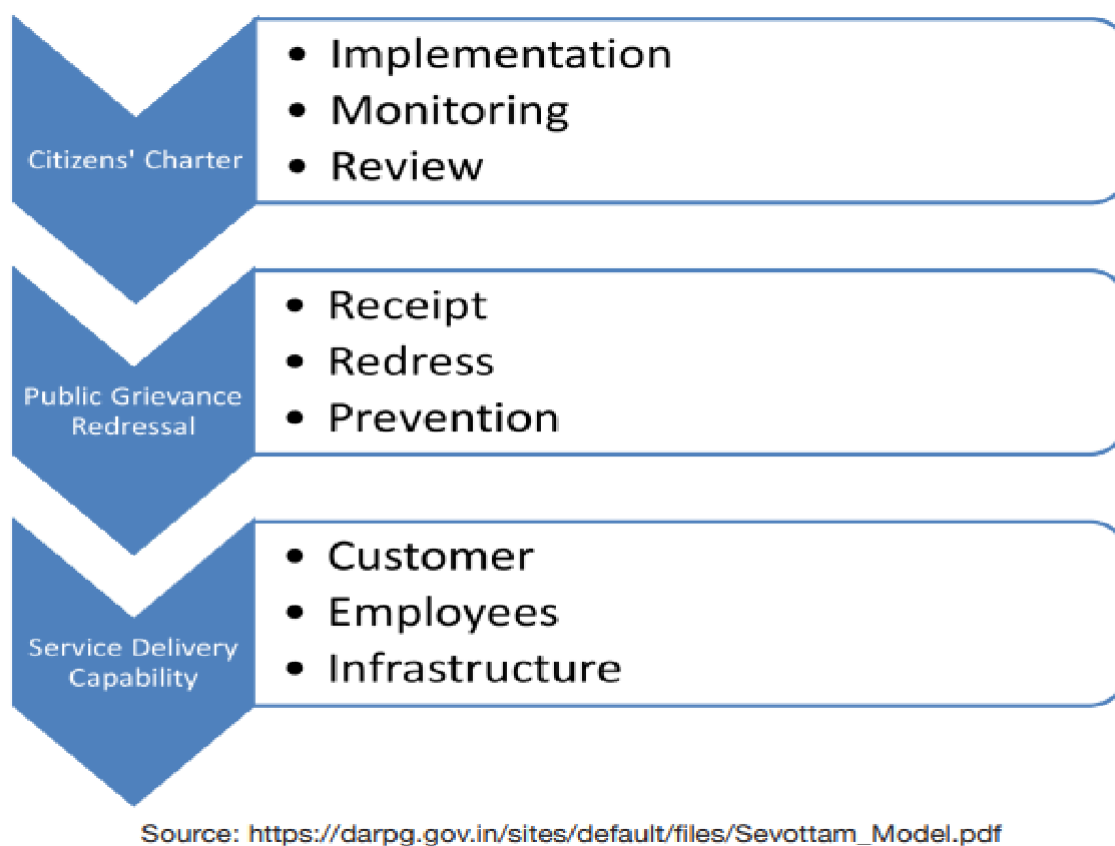 Citizens' Charter
• Implementation
• Monitoring
• Review
Public Grievance
Redressal
• Receipt
• Redress
• Prevention
Service Delivery
Capability
• Customer
• Employees
• Infrastructure
Source: https://darpg.gov.in/sites/default/files/Sevottam_Model.pdf